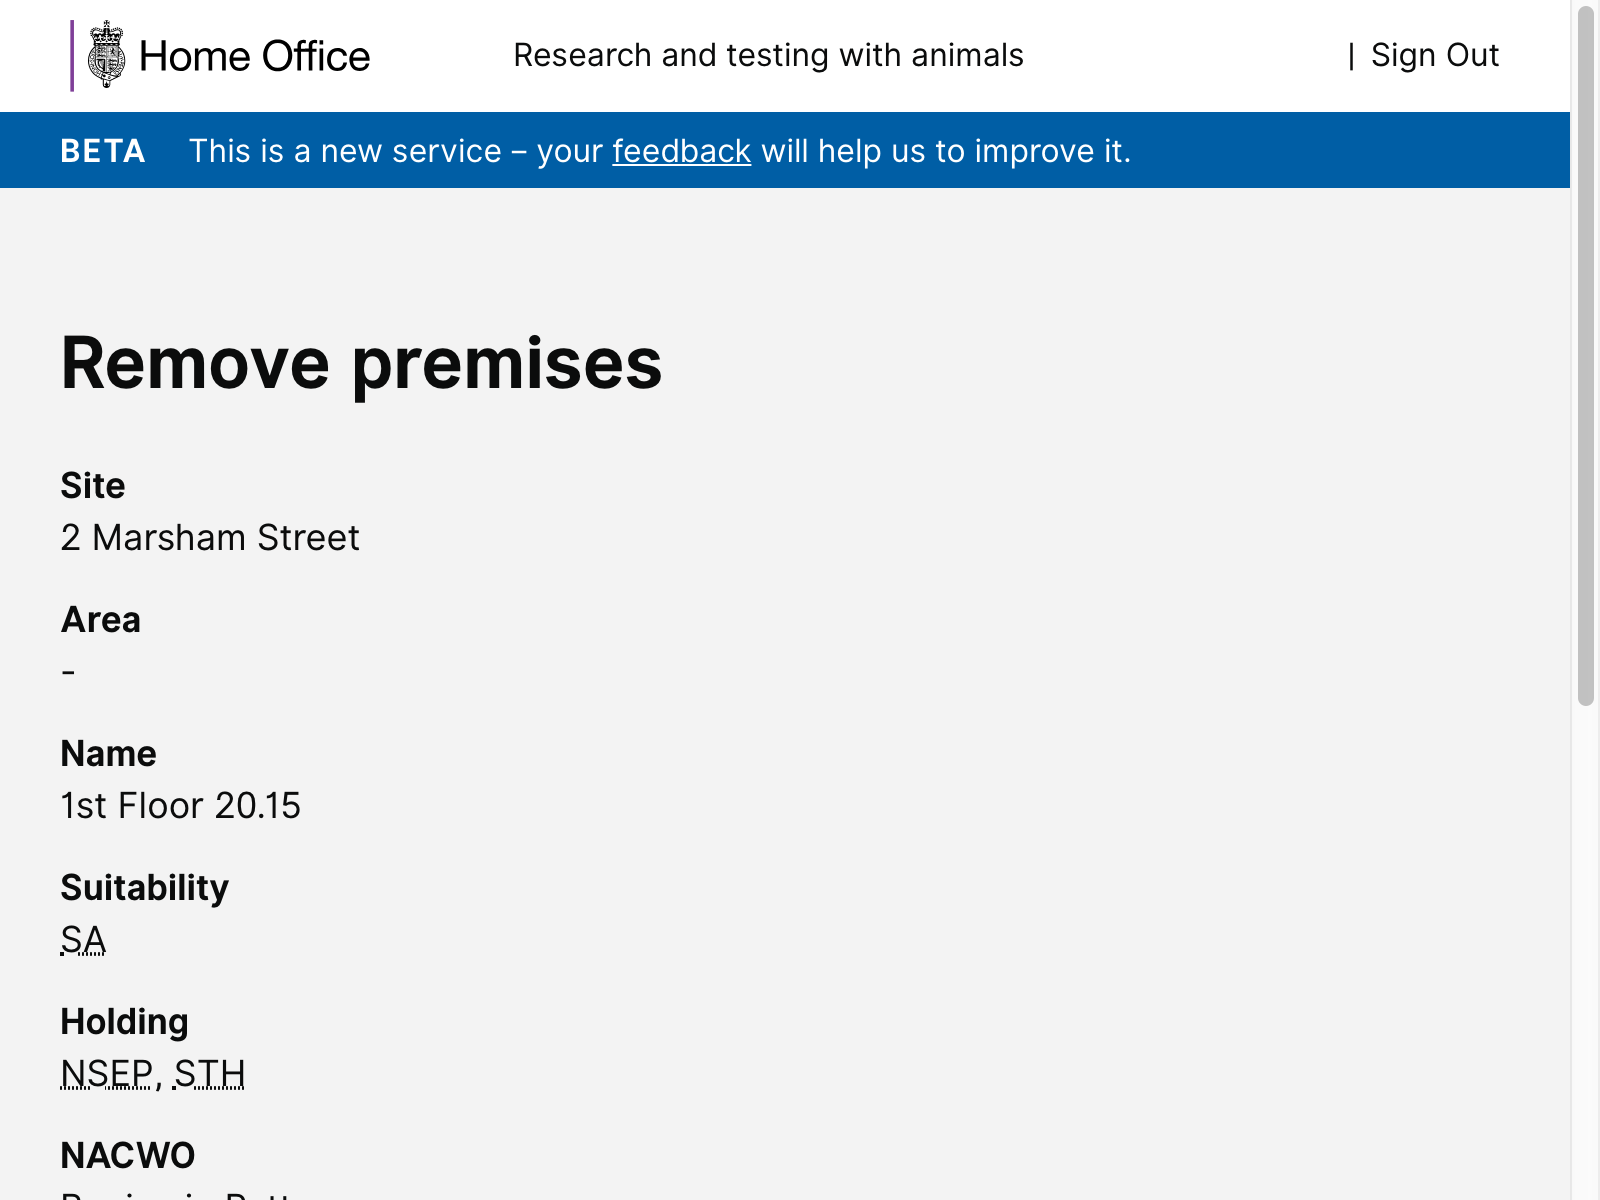 Home Office
Research and testing with animals
| Sign Out
BETA This is a new service – your feedback will help us to improve it.
Remove premises
Site
2 Marsham Street
Area
-
Name
1st Floor 20.15
Suitability
SA
Holding
NSEP, STH
NACWO